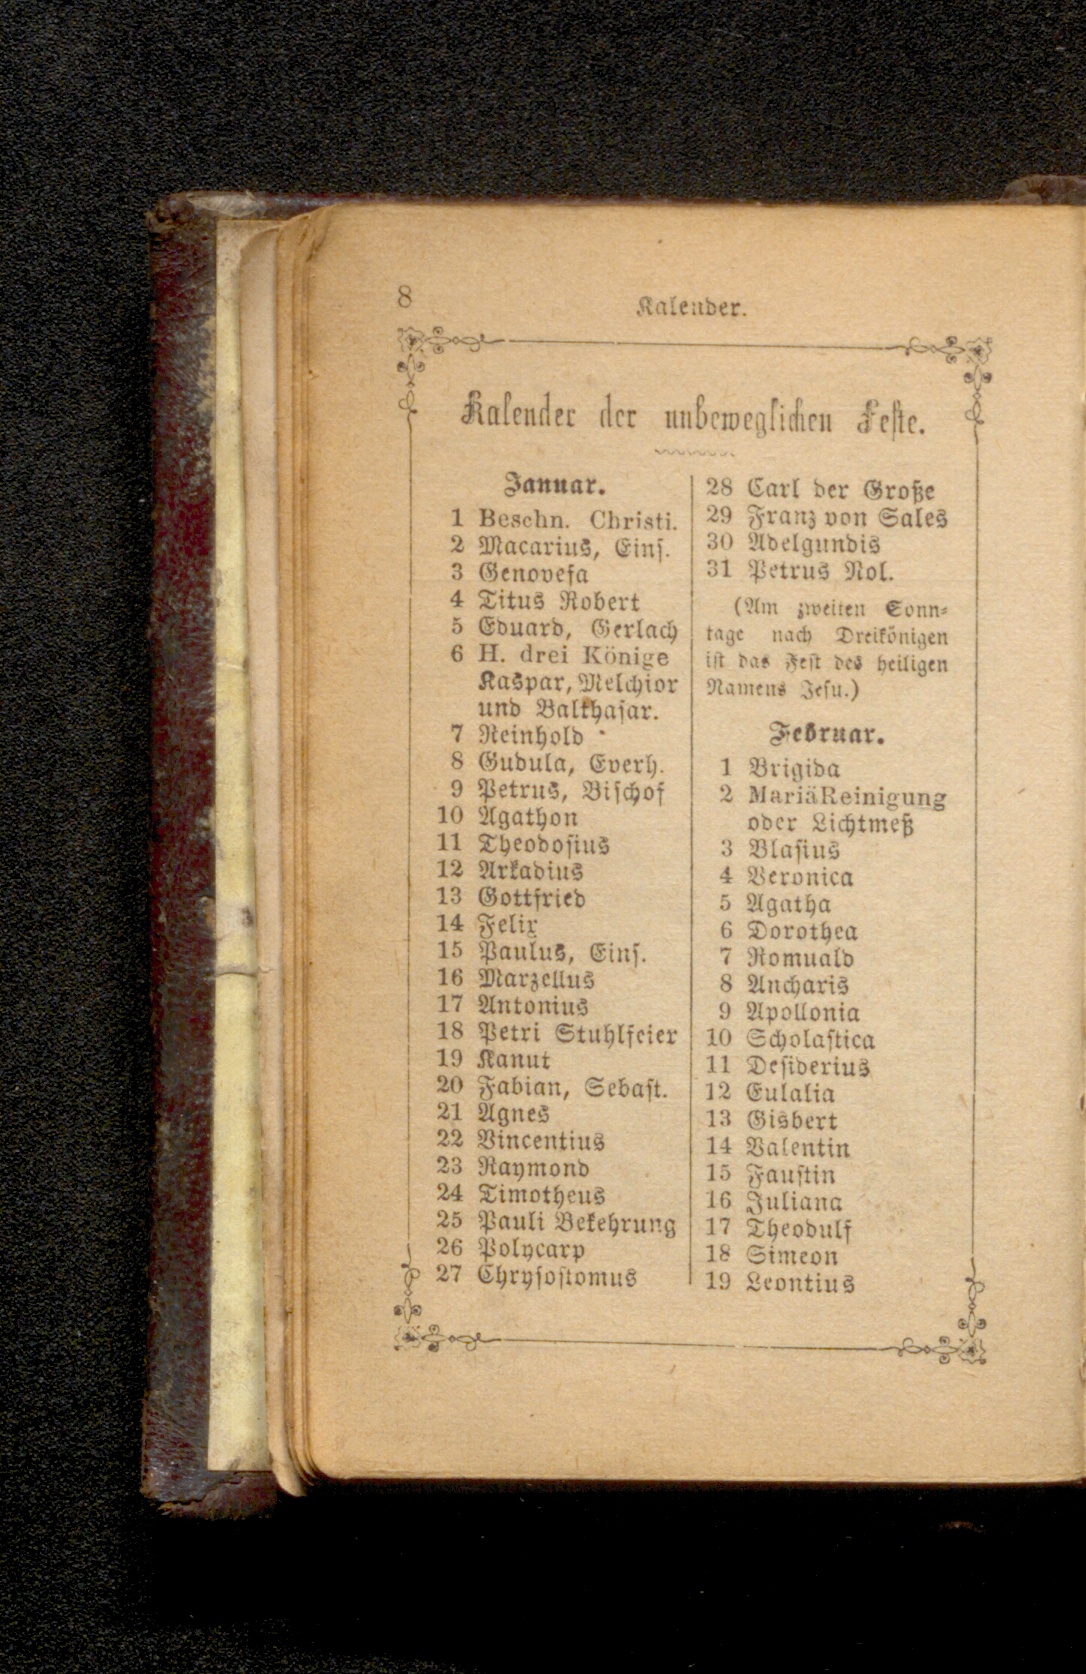 8
Kalender.
Kalender der unbeweglichen Feste.
Januar.
1 Beschn. Christi.
2 Macarius, Eins.
3 Genovefa
4 Titus Robert
5 Eduard, Gerlach
6 H. drei Könige
Kaspar, Melchior
und Balthasar.
7 Reinhold
8 Gudula, Everh.
9 Petrus, Bischof
10 Agathon
11 Theodosius
12 Arkadius
13 Gottfried
14 Felix
15 Paulus, Eins.
16 Marzellus
17 Antonius
18 Petri Stuhlfeier
19 Kanut
20 Fabian, Sebast.
21 Agnes
22 Vincentius
23 Raymond
24 Timotheus
25 Pauli Bekehrung
26 Polycarp
27 Chrysostomus
28 Carl der Große
29 Franz von Sales
30 Adelgundis
31 Petrus Nol.
(Am zweiten Sonn-
tage nach Dreikönigen
ist das Fest des heiligen
Namens Jesu.)
Februar.
1 Brigida
2 Mariä Reinigung
oder Lichtmeß
3 Blasius
4 Veronica
5 Agatha
6 Dorothea
7 Romuald
8 Ancharis
9 Apollonia
10 Scholastica
11 Desiderius
12 Eulalia
13 Gisbert
14 Valentin
15 Faustin
16 Juliana
17 Theodulf
18 Simeon
19 Leontius